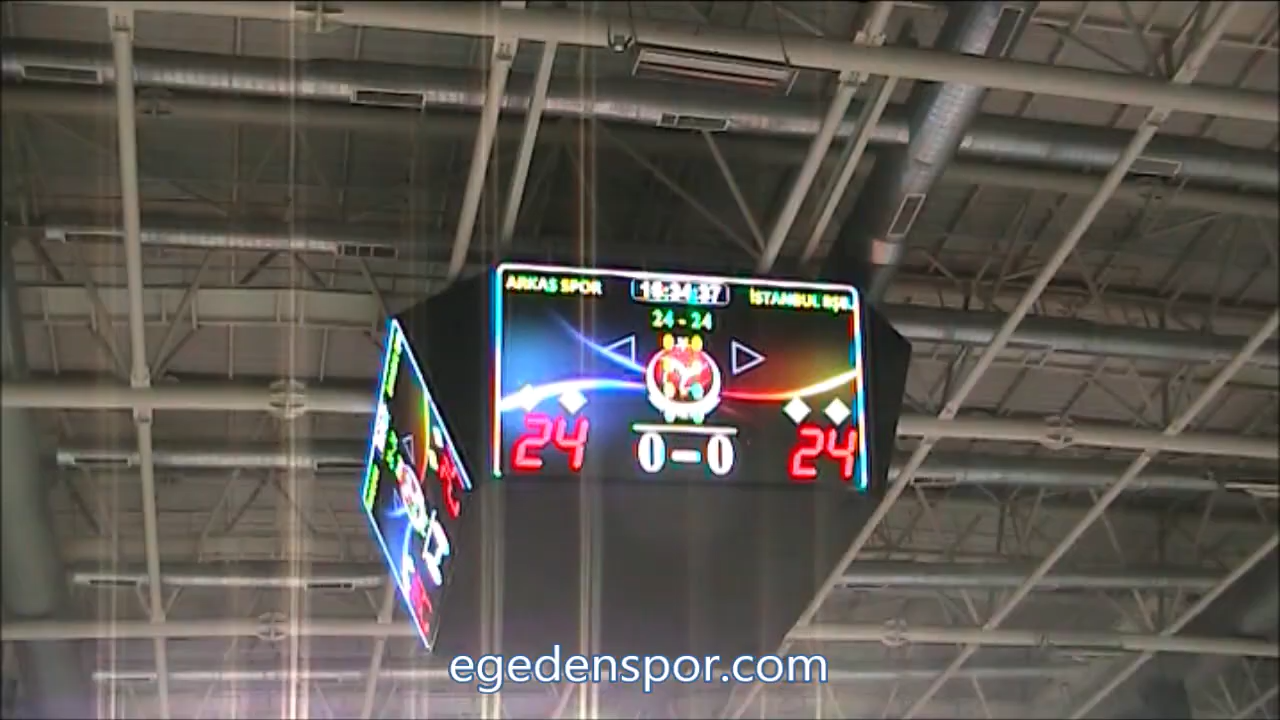 ARKAS SPOR
İSTANBUL BŞB.
24 - 24
24
0-0
24
egedenspor.com